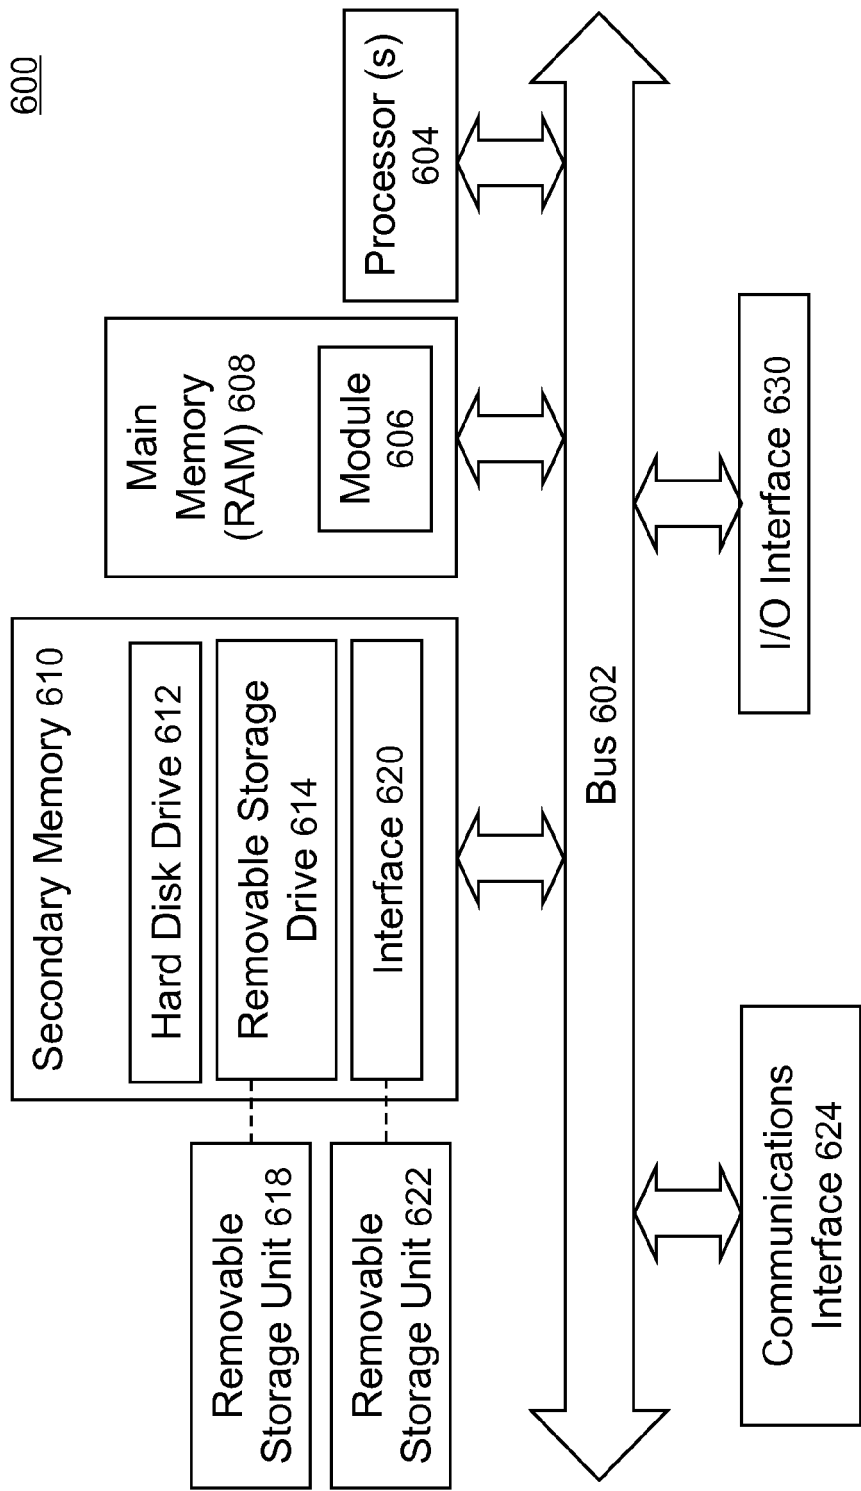 600
Secondary Memory 610
Hard Disk Drive 612
Removable Storage
Drive 614
Interface 620
Removable
Storage Unit 618
Removable
Storage Unit 622
Main
Memory
(RAM) 608
Module
606
Processor (s)
604
Bus 602
Communications
Interface 624
I/O Interface 630